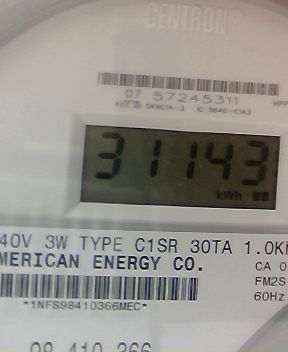 CENTRON®
07 57245311
31143
kWh
40V 3W TYPE C1SR 30TA 1.0K
MERICAN ENERGY CO.
CA 0
FM2S
60Hz
*1NFS98410366MEC*
98 410 366